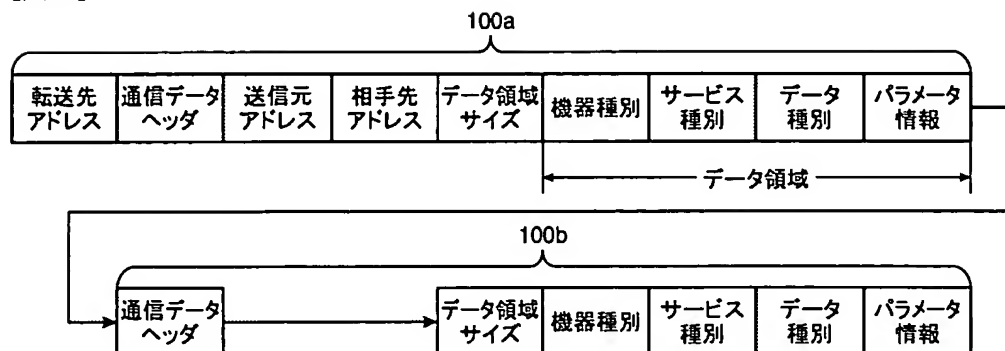 100a
転送先
アドレス
通信データ
ヘッダ
送信元
アドレス
相手先
アドレス
データ領域
サイズ
機器種別
サービス
種別
データ
種別
パラメータ
情報
データ領域
100b
通信データ
ヘッダ
データ領域
サイズ
機器種別
サービス
種別
データ
種別
パラメータ
情報